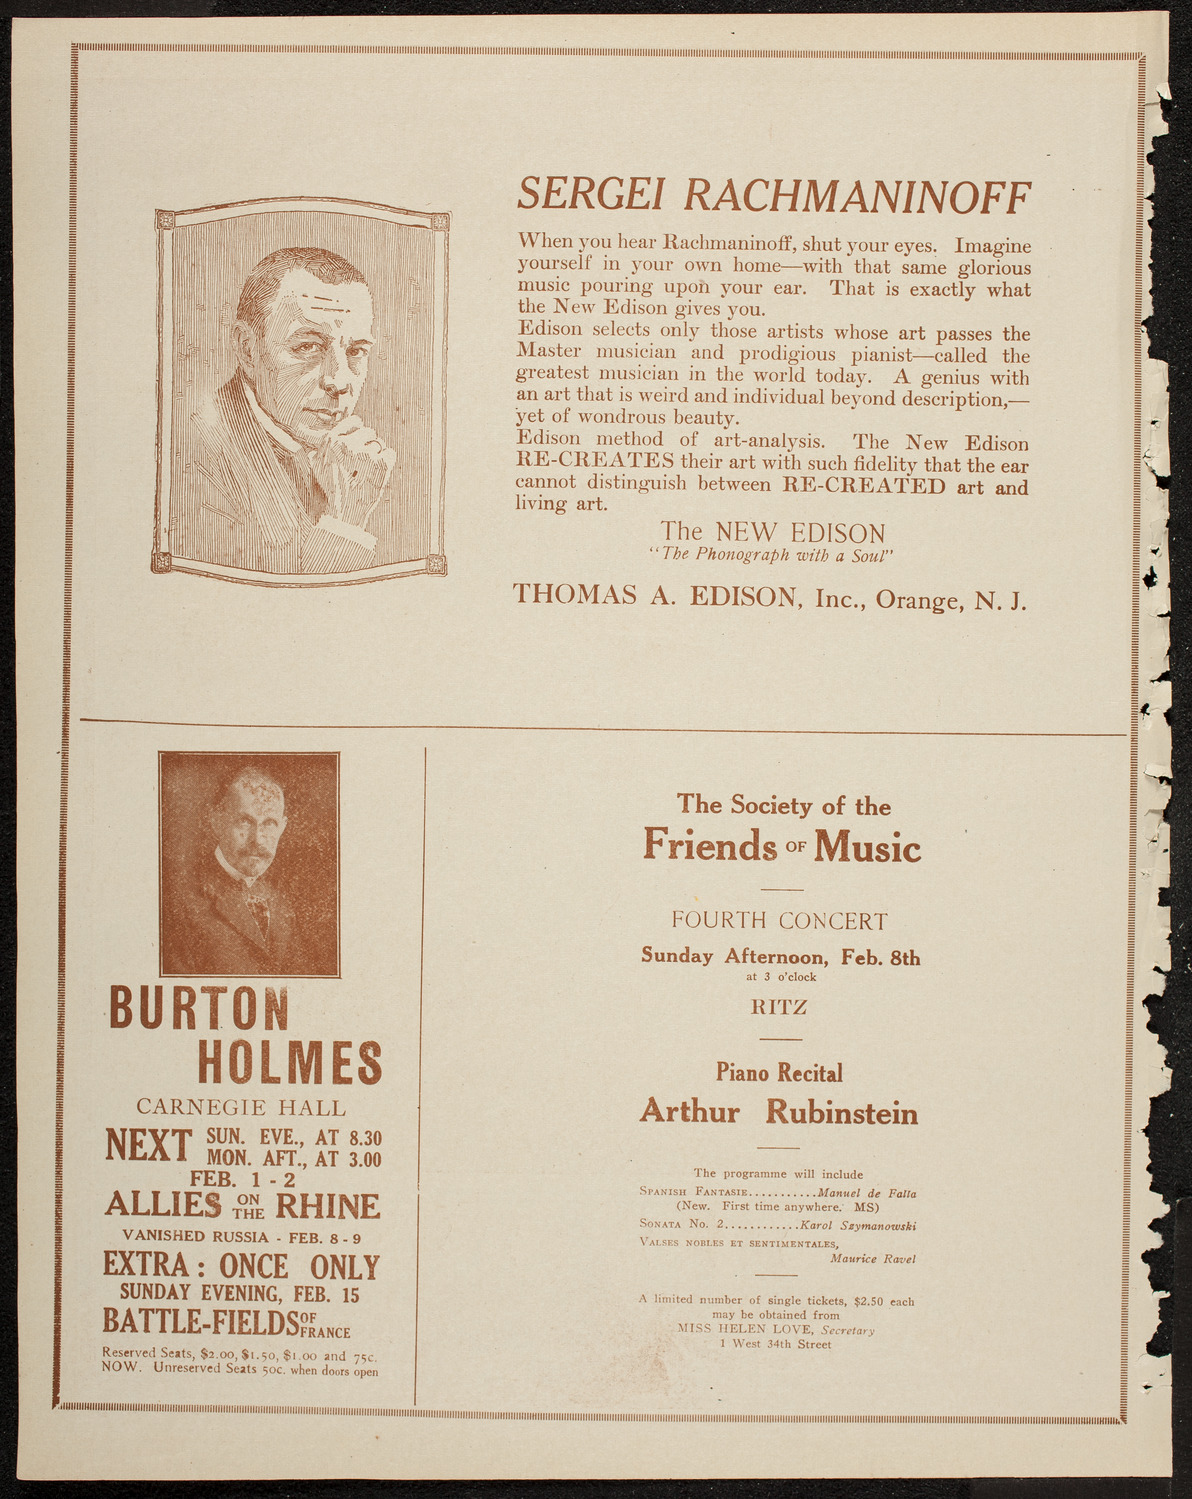 SERGEI RACHMANINOFF
When you hear Rachmaninoff, shut your eyes. Imagine
yourself in your own home—with that same glorious
music pouring upon your ear. That is exactly what
the New Edison gives you.
Edison selects only those artists whose art passes the
Master musician and prodigious pianist—called the
greatest musician in the world today. A genius with
an art that is weird and individual beyond description,—
yet of wondrous beauty.
Edison method of art-analysis. The New Edison
RE-CREATES their art with such fidelity that the ear
cannot distinguish between RE-CREATED art and
living art.
The NEW EDISON
"The Phonograph with a Soul"
THOMAS A. EDISON, Inc., Orange, N. J.
BURTON
HOLMES
CARNEGIE HALL
NEXT SUN. EVE., AT 8.30
MON. AFT., AT 3.00
FEB. 1 - 2
ALLIES ON THE RHINE
VANISHED RUSSIA - FEB. 8 - 9
EXTRA: ONCE ONLY
SUNDAY EVENING, FEB. 15
BATTLE-FIELDS OF FRANCE
Reserved Seats, $2.00, $1.50, $1.00 and 75c.
NOW. Unreserved Seats 50c. when doors open
The Society of the
Friends OF Music
FOURTH CONCERT
Sunday Afternoon, Feb. 8th
at 3 o'clock
RITZ
Piano Recital
Arthur Rubinstein
The programme will include
SPANISH FANTASIE...........Manuel de Falla
(New. First time anywhere. MS)
SONATA NO. 2............Karol Szymanowski
VALSES NOBLES ET SENTIMENTALES,
Maurice Ravel
A limited number of single tickets, $2.50 each
may be obtained from
MISS HELEN LOVE, Secretary
1 West 34th Street